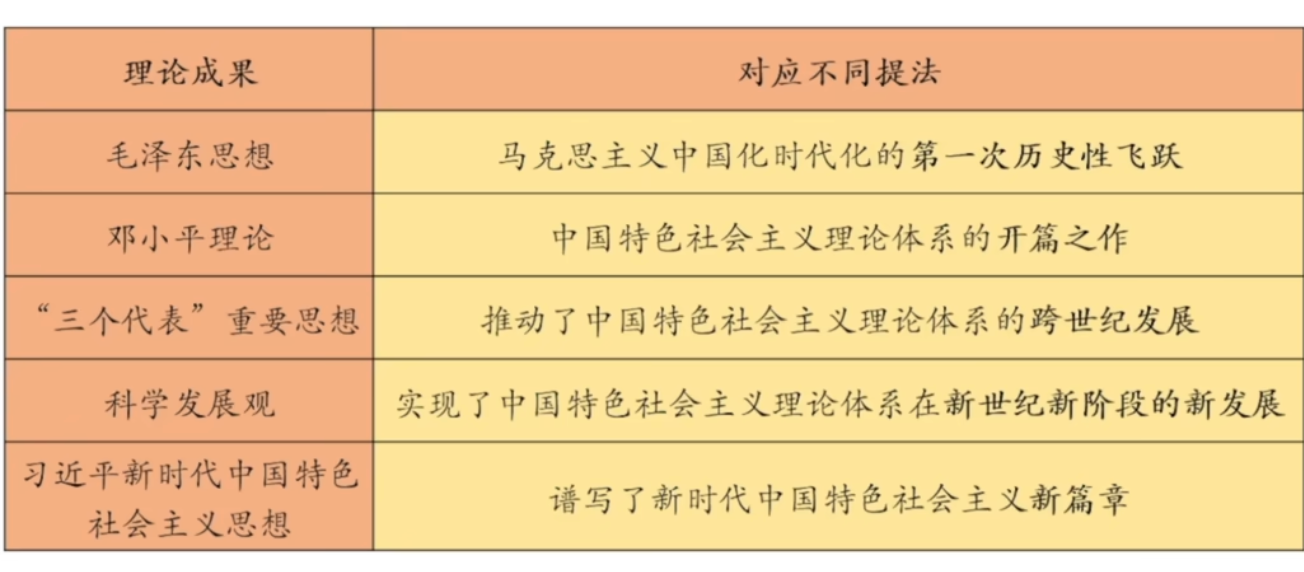 理论成果
对应不同提法
毛泽东思想
马克思主义中国化时代化的第一次历史性飞跃
邓小平理论
中国特色社会主义理论体系的开篇之作
“三个代表”重要思想
推动了中国特色社会主义理论体系的跨世纪发展
科学发展观
实现了中国特色社会主义理论体系在新世纪新阶段的新发展
习近平新时代中国特色
社会主义思想
谱写了新时代中国特色社会主义新篇章